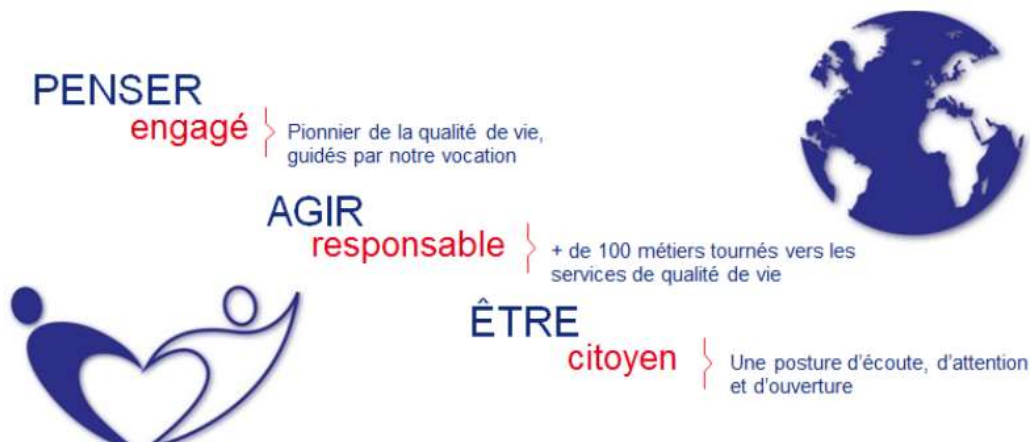 PENSER
engagé
Pionnier de la qualité de vie,
guidés par notre vocation
AGIR
responsable
+ de 100 métiers tournés vers les
services de qualité de vie
ÊTRE
citoyen
Une posture d'écoute, d'attention
et d'ouverture